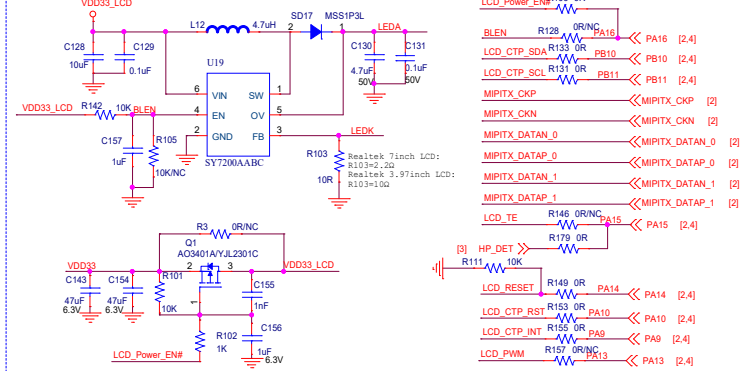 VDD33_LCD
L12 4.7uH
SD17 MSS1P3L
LEDA
2 1
C128
10uF
C129
0.1uF
C130
4.7uF
50V
C131
0.1uF
50V
U19
6 VIN SW 1
4 EN OV 5
2 GND FB 3
SY7200AABC
VDD33_LCD R142 10K BLEN
C157
1uF
R105
10K/NC
LEDK
R103
10R
Realtek 7inch LCD:
R103=2.2Ω
Realtek 3.97inch LCD:
R103=10Ω
R3 0R/NC
Q1
AO3401A/YJL2301C
VDD33 2 3 VDD33_LCD
1
C143
47uF
6.3V
C154
47uF
6.3V
R101
10K
C155
1nF
R102
1K
C156
1uF
6.3V
LCD_Power_EN#
LCD_Power_EN#
BLEN R128 0R/NC PA16 PA16 [2,4]
LCD_CTP_SDA R133 0R PB10 PB10 [2,4]
LCD_CTP_SCL R131 0R PB11 PB11 [2,4]
MIPITX_CKP MIPITX_CKP [2]
MIPITX_CKN MIPITX_CKN [2]
MIPITX_DATAN_0 MIPITX_DATAN_0 [2]
MIPITX_DATAP_0 MIPITX_DATAP_0 [2]
MIPITX_DATAN_1 MIPITX_DATAN_1 [2]
MIPITX_DATAP_1 MIPITX_DATAP_1 [2]
LCD_TE R146 0R/NC PA15 PA15 [2,4]
[3] HP_DET R179 0R
R111 10K
LCD_RESET R149 0R PA14 PA14 [2,4]
LCD_CTP_RST R153 0R PA10 PA10 [2,4]
LCD_CTP_INT R155 0R PA9 PA9 [2,4]
LCD_PWM R157 0R PA13 PA13 [2,4]